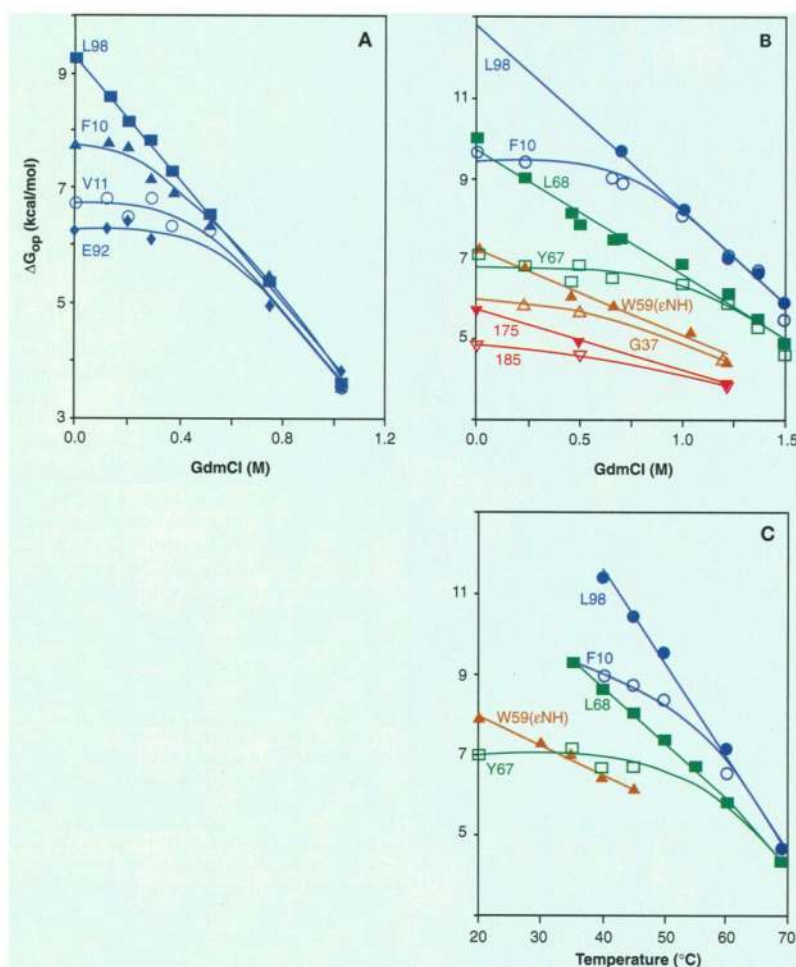 A
L98
9
F10
7
V11
E92
5
3
0.0 0.4 0.8 1.2
GdmCl (M)
ΔGop (kcal/mol)
B
L98
11
F10
9
L68
7
Y67
W59(εNH)
5
G37
175
185
0.0 0.5 1.0 1.5
GdmCl (M)
C
11
L98
9
F10
L68
W59(εNH)
7
Y67
5
20 30 40 50 60 70
Temperature (°C)